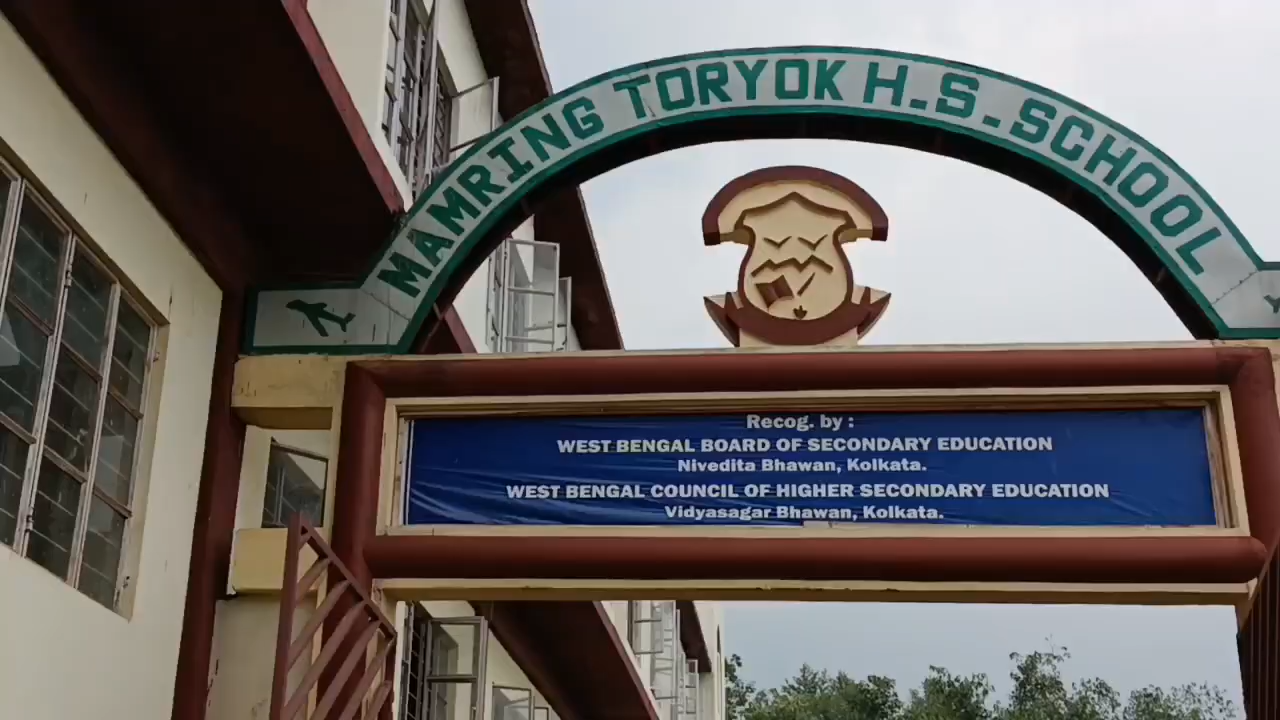 MAMRING TORYOK H.S. SCHOOL
Recog. by :
WEST BENGAL BOARD OF SECONDARY EDUCATION
Nivedita Bhawan, Kolkata.
WEST BENGAL COUNCIL OF HIGHER SECONDARY EDUCATION
Vidyasagar Bhawan, Kolkata.